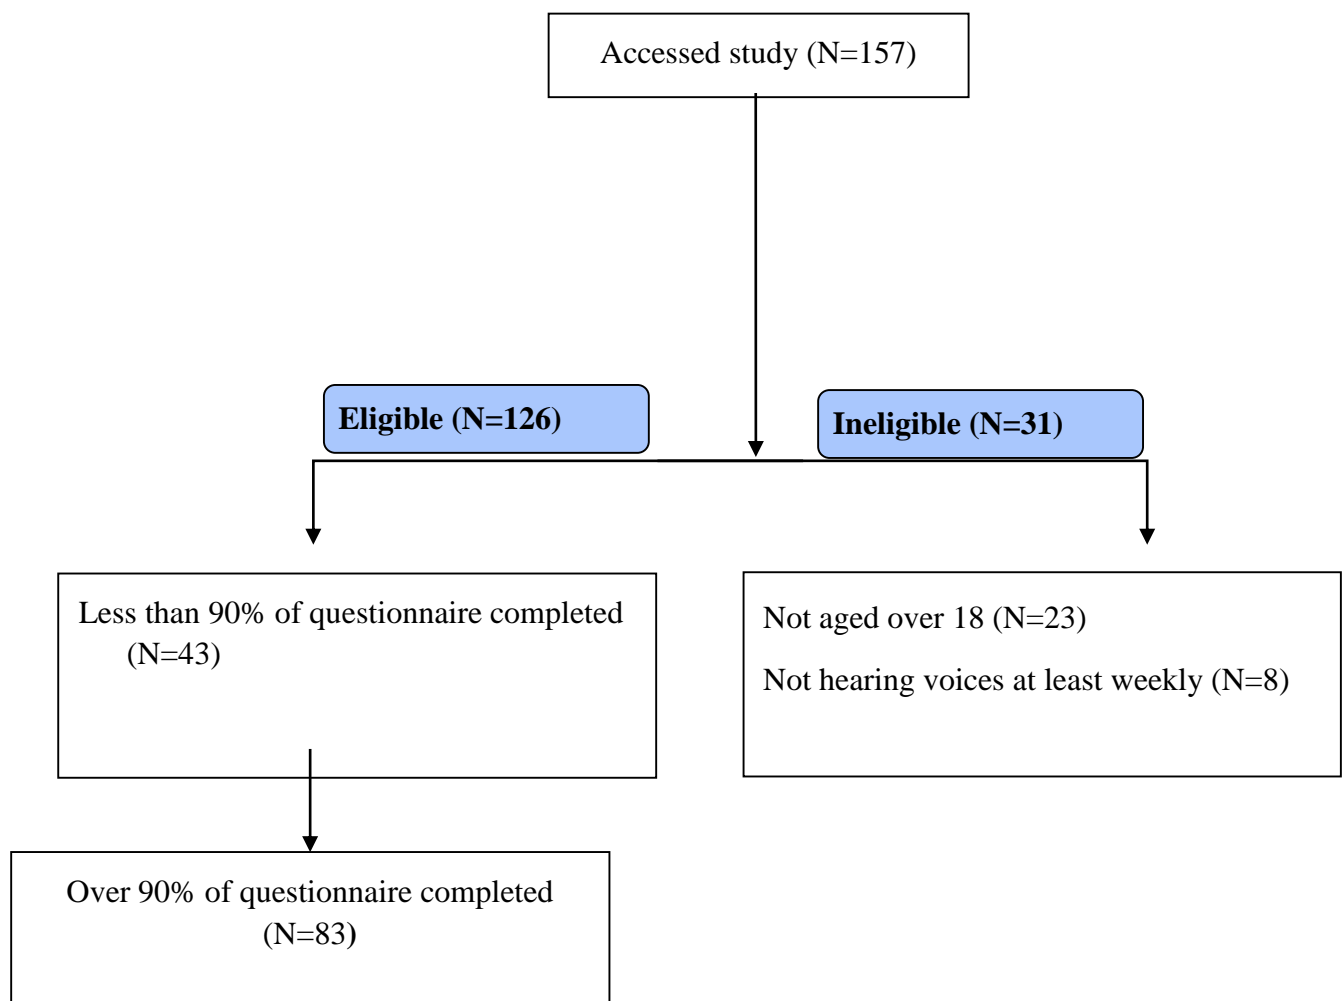 Accessed study (N=157)
Eligible (N=126)
Ineligible (N=31)
Less than 90% of questionnaire completed
(N=43)
Not aged over 18 (N=23)
Not hearing voices at least weekly (N=8)
Over 90% of questionnaire completed
(N=83)